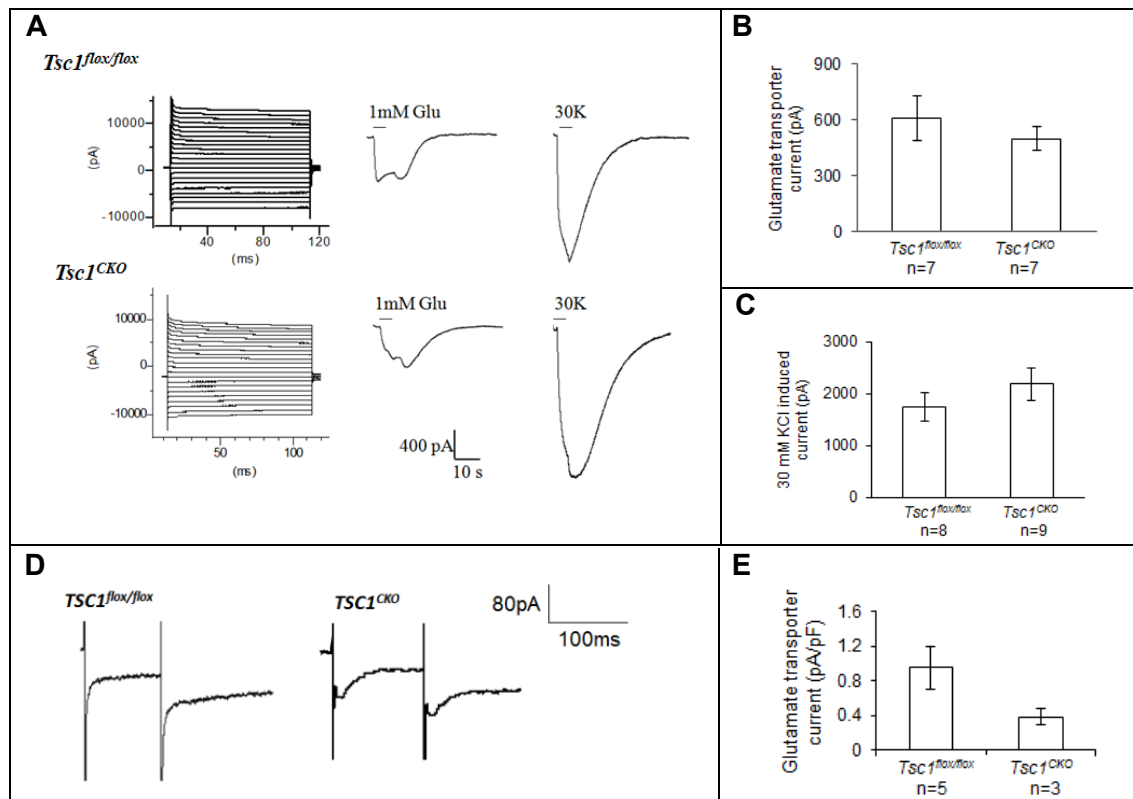 A
Tsc1flox/flox
10000
0
-10000
(pA)
40 80 120
(ms)
1mM Glu
30K
Tsc1CKO
10000
0
-10000
(pA)
50 100
(ms)
1mM Glu
30K
400 pA
10 s
B
Glutamate transporter
current (pA)
900
600
300
0
Tsc1flox/flox Tsc1CKO
n=7 n=7
C
30 mM KCl induced
current (pA)
3000
2000
1000
0
Tsc1flox/flox Tsc1CKO
n=8 n=9
D
TSC1flox/flox
TSC1CKO
80pA
100ms
E
Glutamate transporter
current (pA/pF)
1.6
1.2
0.8
0.4
0
Tsc1flox/flox Tsc1CKO
n=5 n=3